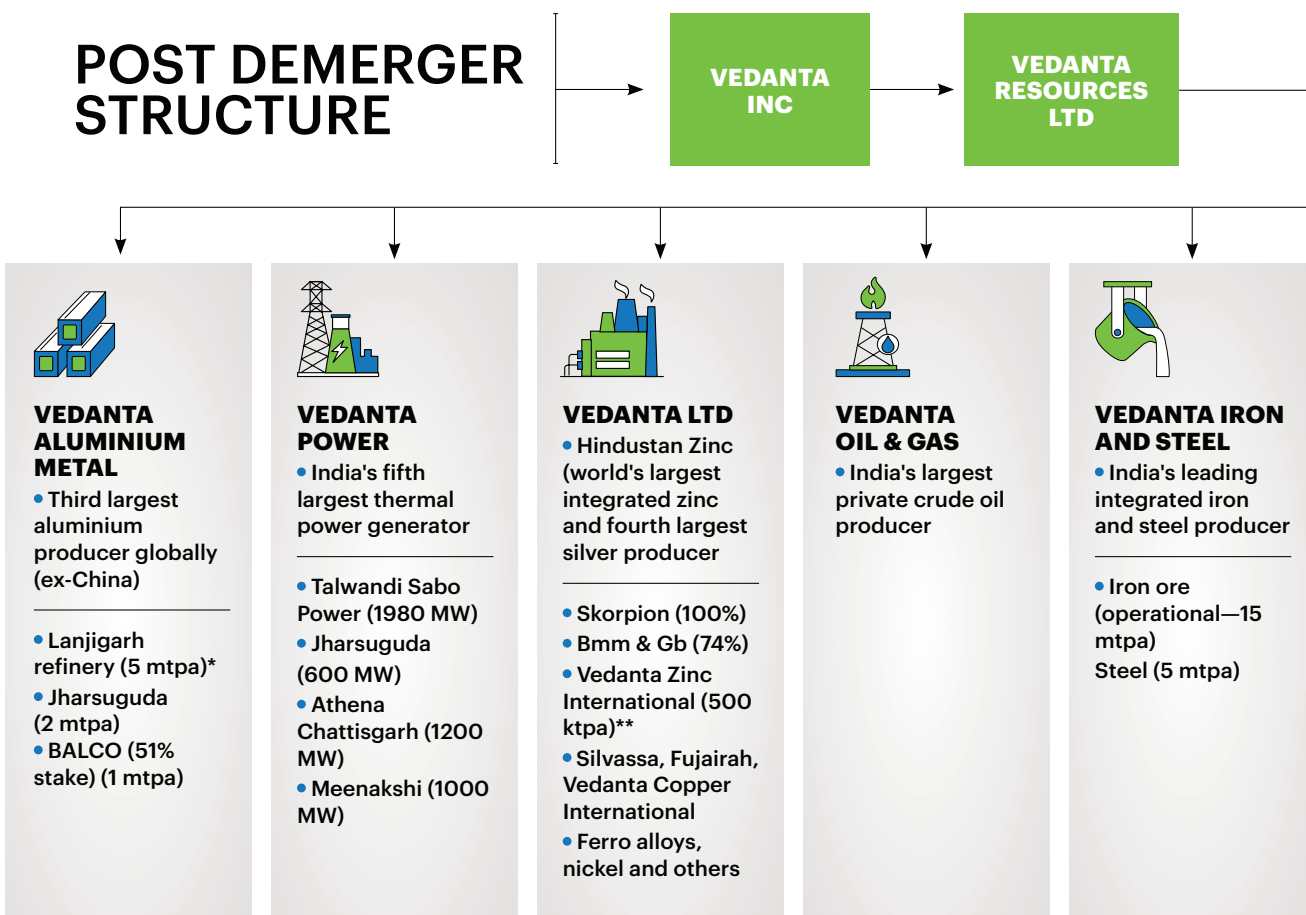 POST DEMERGER
STRUCTURE
VEDANTA
INC
VEDANTA
RESOURCES
LTD
VEDANTA
ALUMINIUM
METAL
• Third largest
aluminium
producer globally
(ex-China)
• Lanjigarh
refinery (5 mtpa)*
• Jharsuguda
(2 mtpa)
• BALCO (51%
stake) (1 mtpa)
VEDANTA
POWER
• India's fifth
largest thermal
power generator
• Talwandi Sabo
Power (1980 MW)
• Jharsuguda
(600 MW)
• Athena
Chattisgarh (1200
MW)
• Meenakshi (1000
MW)
VEDANTA LTD
• Hindustan Zinc
(world's largest
integrated zinc
and fourth largest
silver producer
• Skorpion (100%)
• Bmm & Gb (74%)
• Vedanta Zinc
International (500
ktpa)**
• Silvassa, Fujairah,
Vedanta Copper
International
• Ferro alloys,
nickel and others
VEDANTA
OIL & GAS
• India's largest
private crude oil
producer
VEDANTA IRON
AND STEEL
• India's leading
integrated iron
and steel producer
• Iron ore
(operational—15
mtpa)
Steel (5 mtpa)